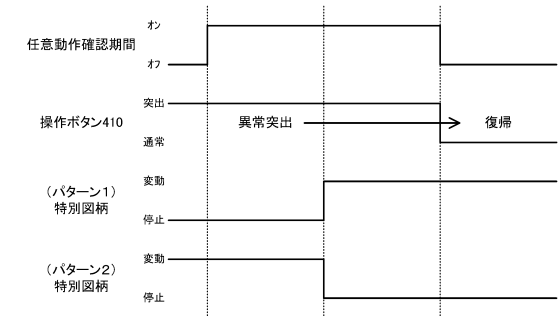 オン
任意動作確認期間
オフ
突出
操作ボタン410
異常突出
復帰
通常
変動
（パターン１）
特別図柄
停止
変動
（パターン２）
特別図柄
停止